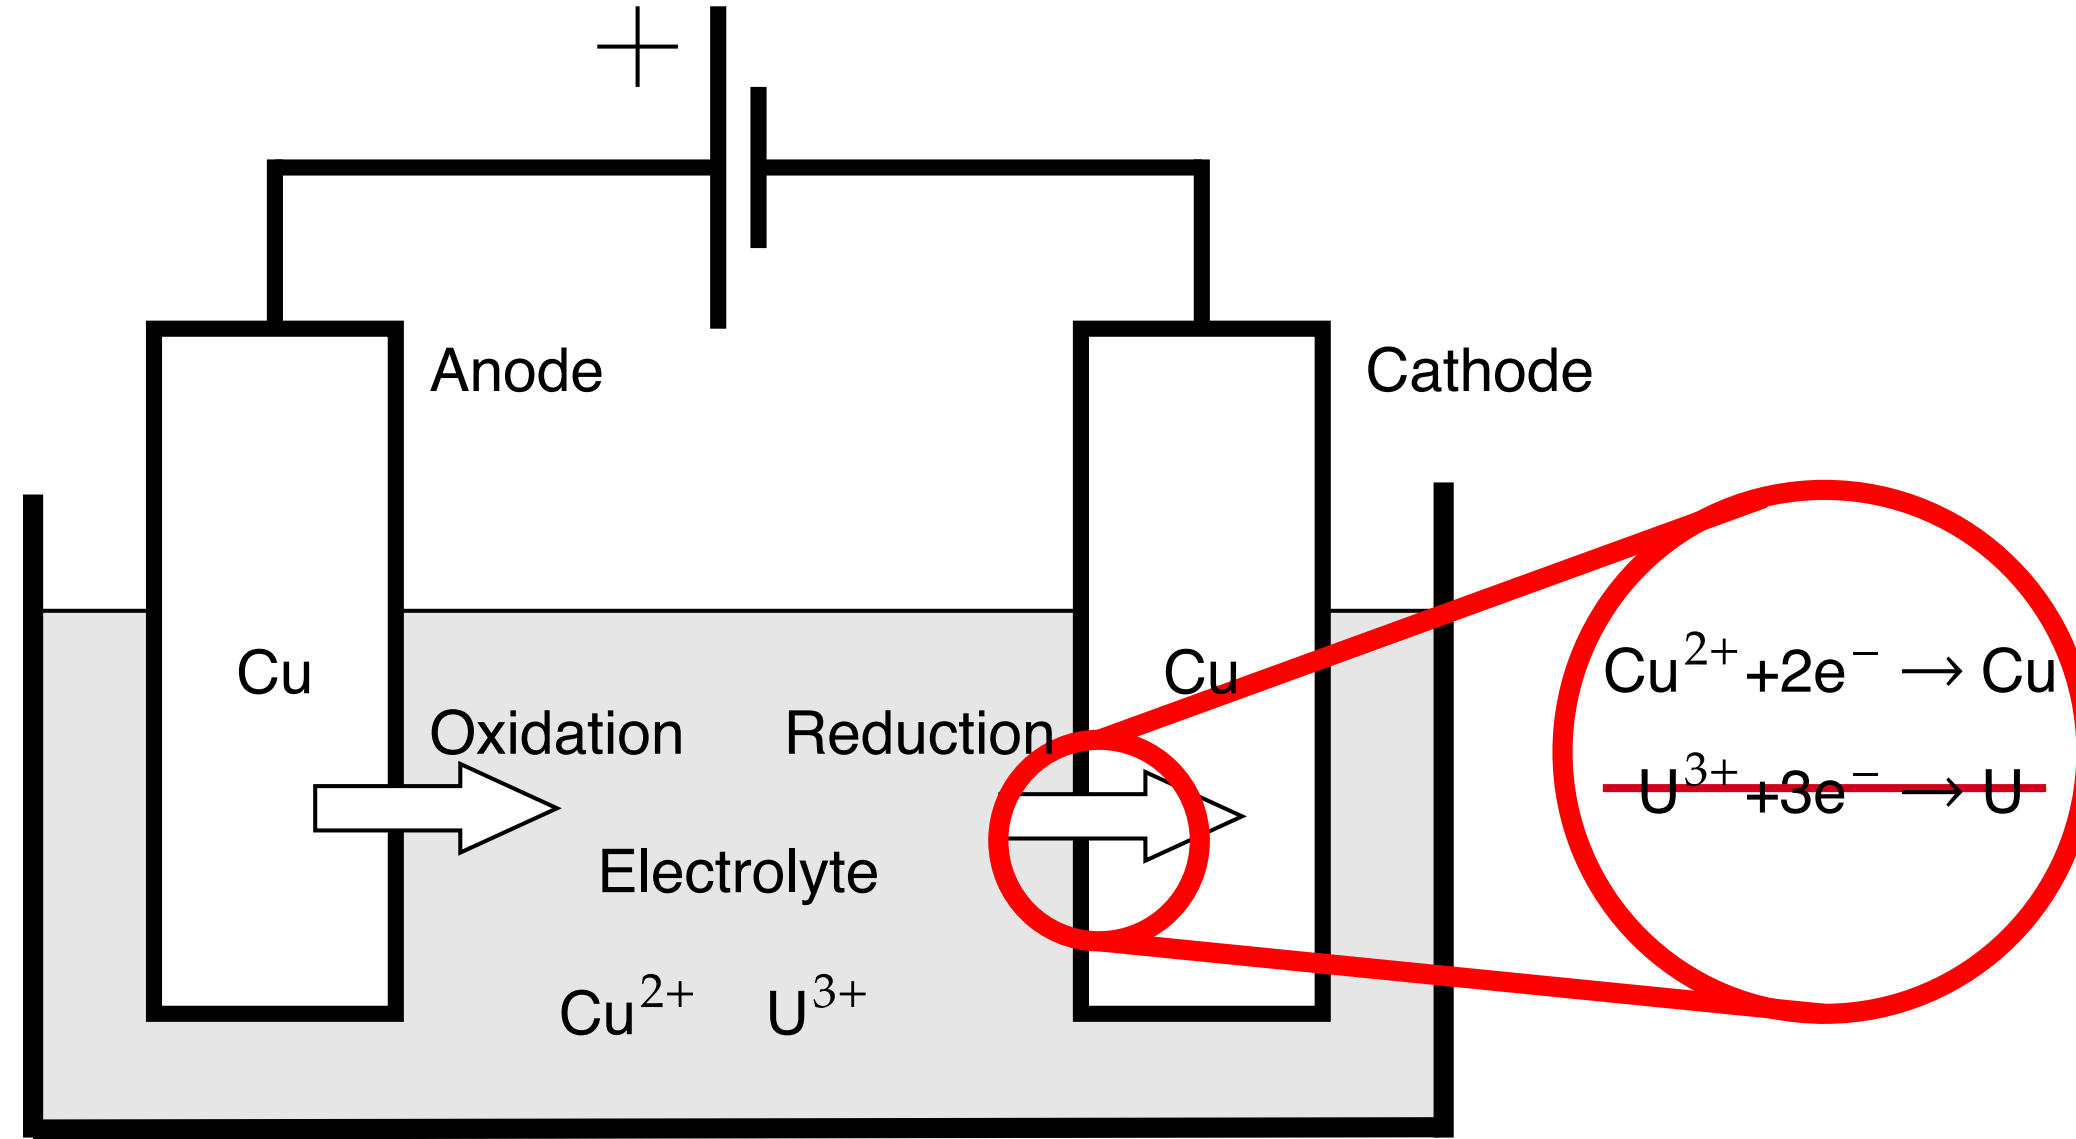 +
Anode
Cathode
Cu
Cu
Oxidation
Reduction
Electrolyte
Cu²⁺ U³⁺
Cu²⁺+2e⁻ → Cu
U³⁺+3e⁻ → U